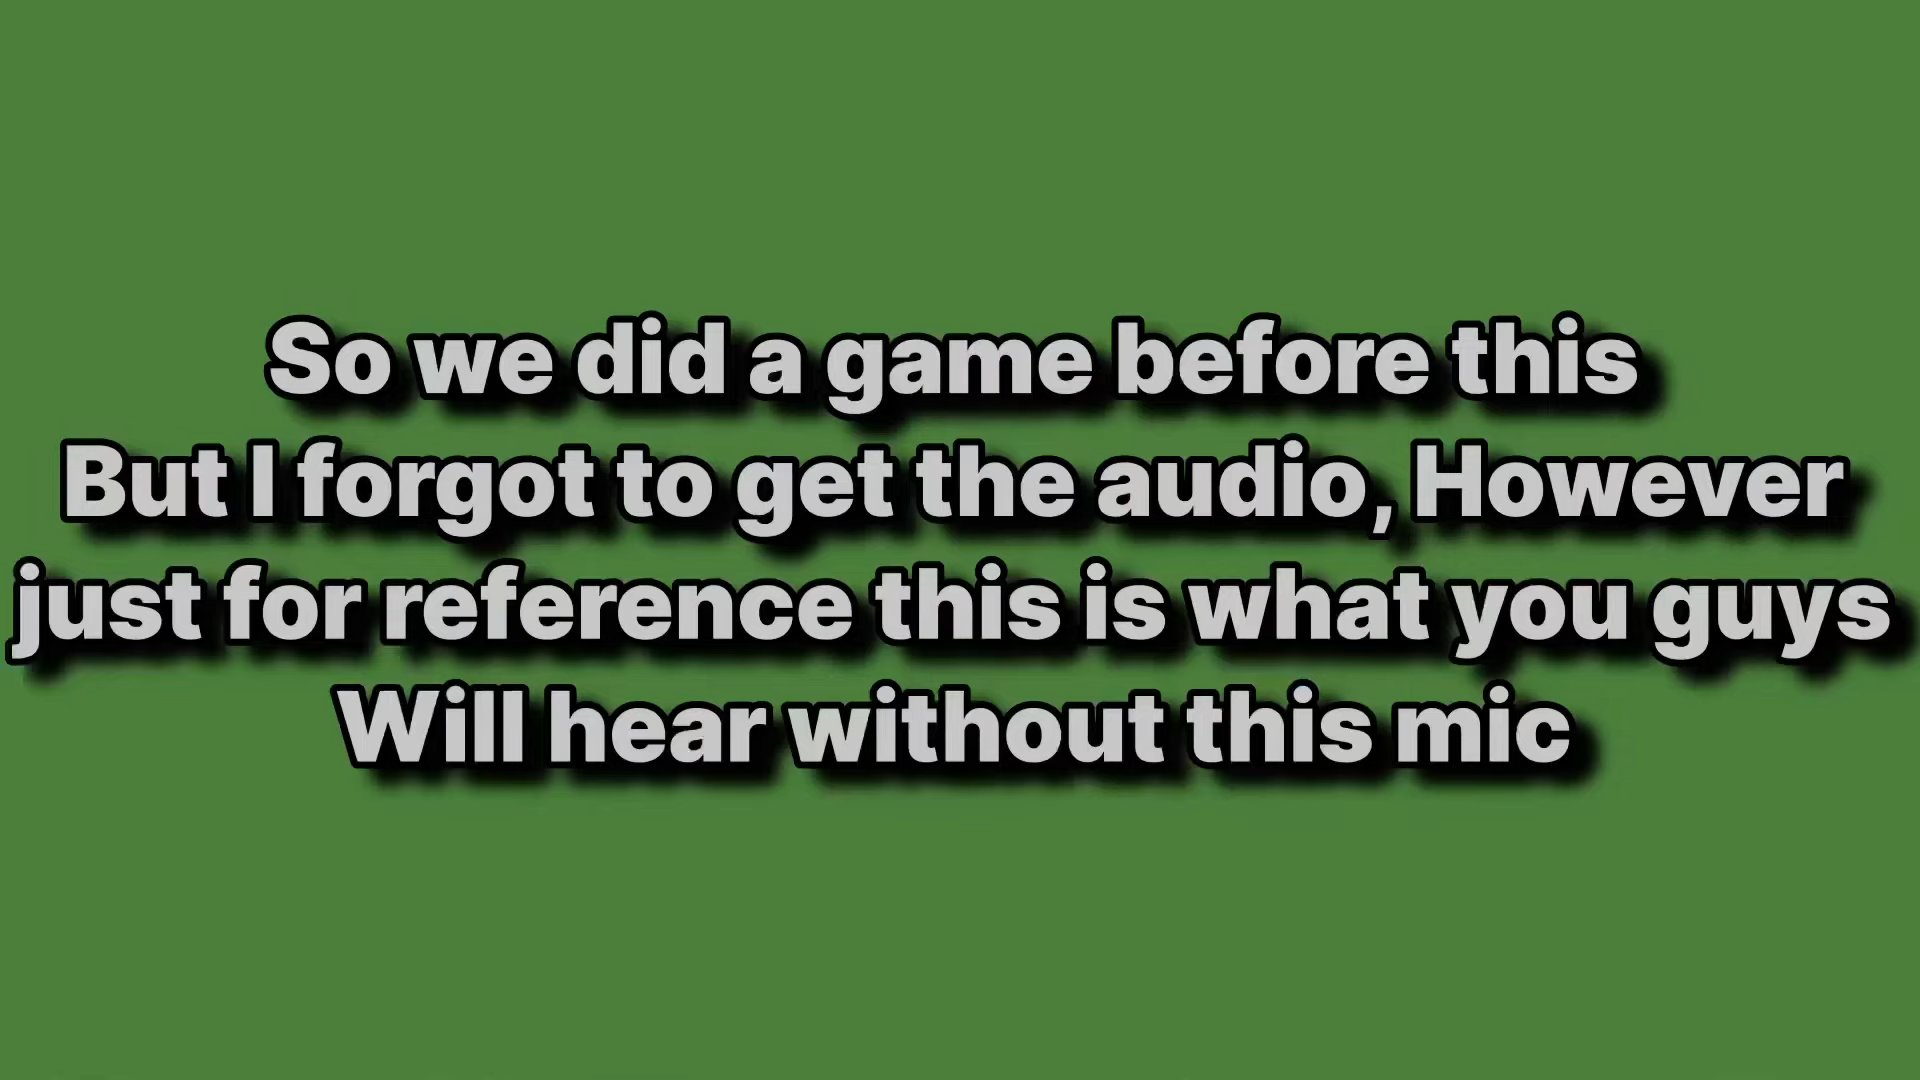 So we did a game before this
But I forgot to get the audio, However
just for reference this is what you guys
Will hear without this mic